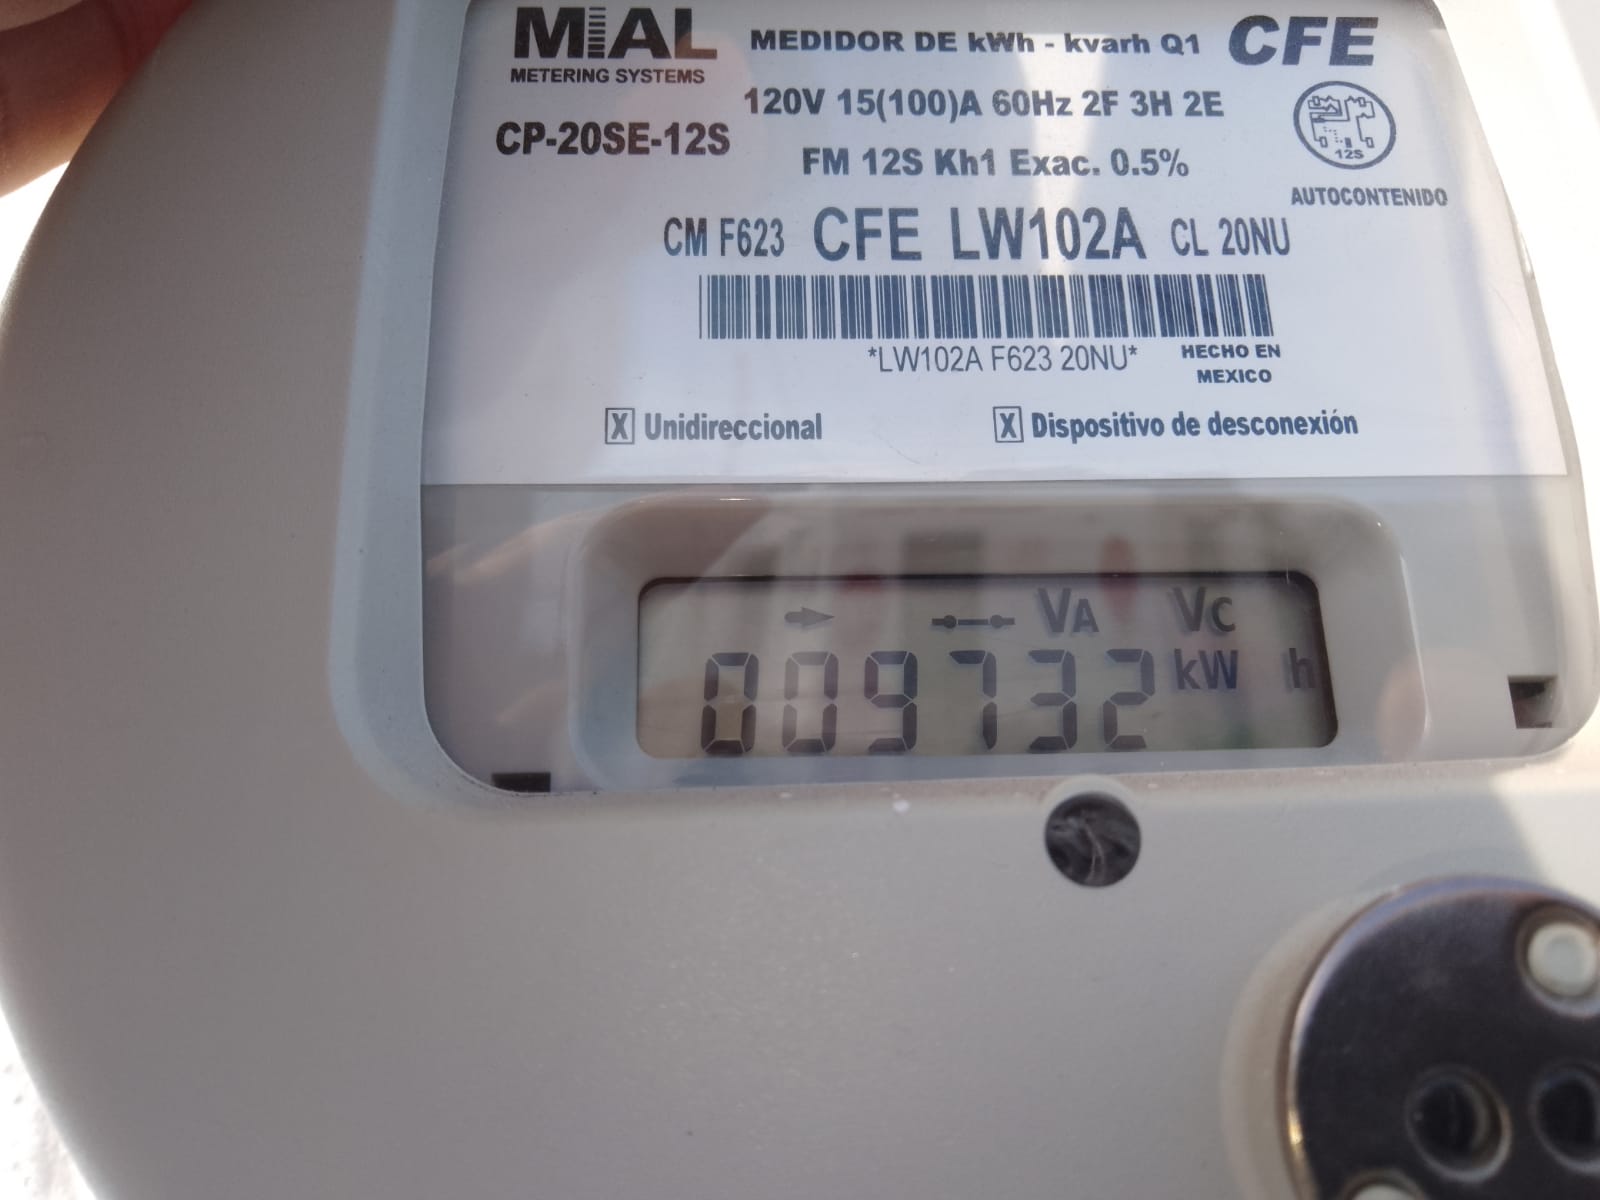 MIAL
METERING SYSTEMS
MEDIDOR DE kWh - kvarh Q1
CFE
120V 15(100)A 60Hz 2F 3H 2E
CP-20SE-12S
FM 12S Kh1 Exac. 0.5%
12S
AUTOCONTENIDO
CM F623 CFE LW102A CL 20NU
*LW102A F623 20NU*
HECHO EN
MEXICO
X Unidireccional
X Dispositivo de desconexión
VA VC
009732 kW h